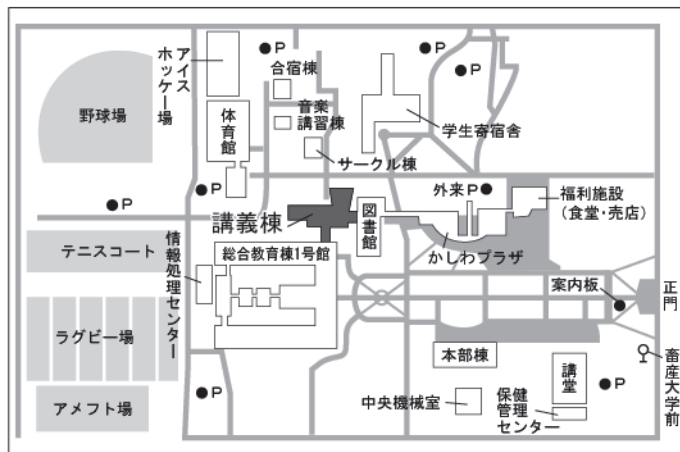 アイス
ホッケー場
P
合宿棟
P
P
野球場
体育館
音楽
講習棟
学生寄宿舎
サークル棟
P
P
外来P
福利施設
(食堂・売店)
講義棟
図書館
かしわプラザ
テニスコート
情報処理センター
総合教育棟1号館
案内板
正門
ラグビー場
本部棟
講堂
畜産大学前
P
P
アメフト場
中央機械室
保健
管理
センター